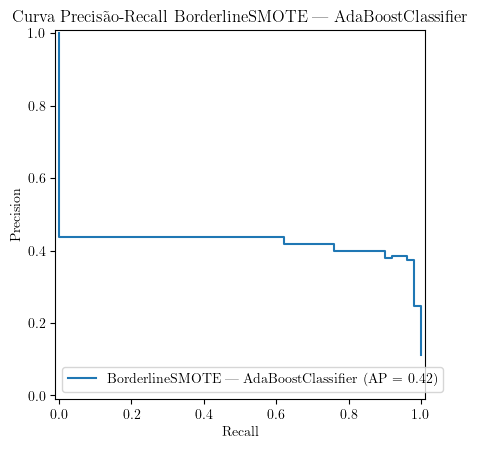 Curva Precisão-Recall BorderlineSMOTE — AdaBoostClassifier
1.0
0.8
0.6
0.4
0.2
0.0
Precision
BorderlineSMOTE — AdaBoostClassifier (AP = 0.42)
0.0 0.2 0.4 0.6 0.8 1.0
Recall